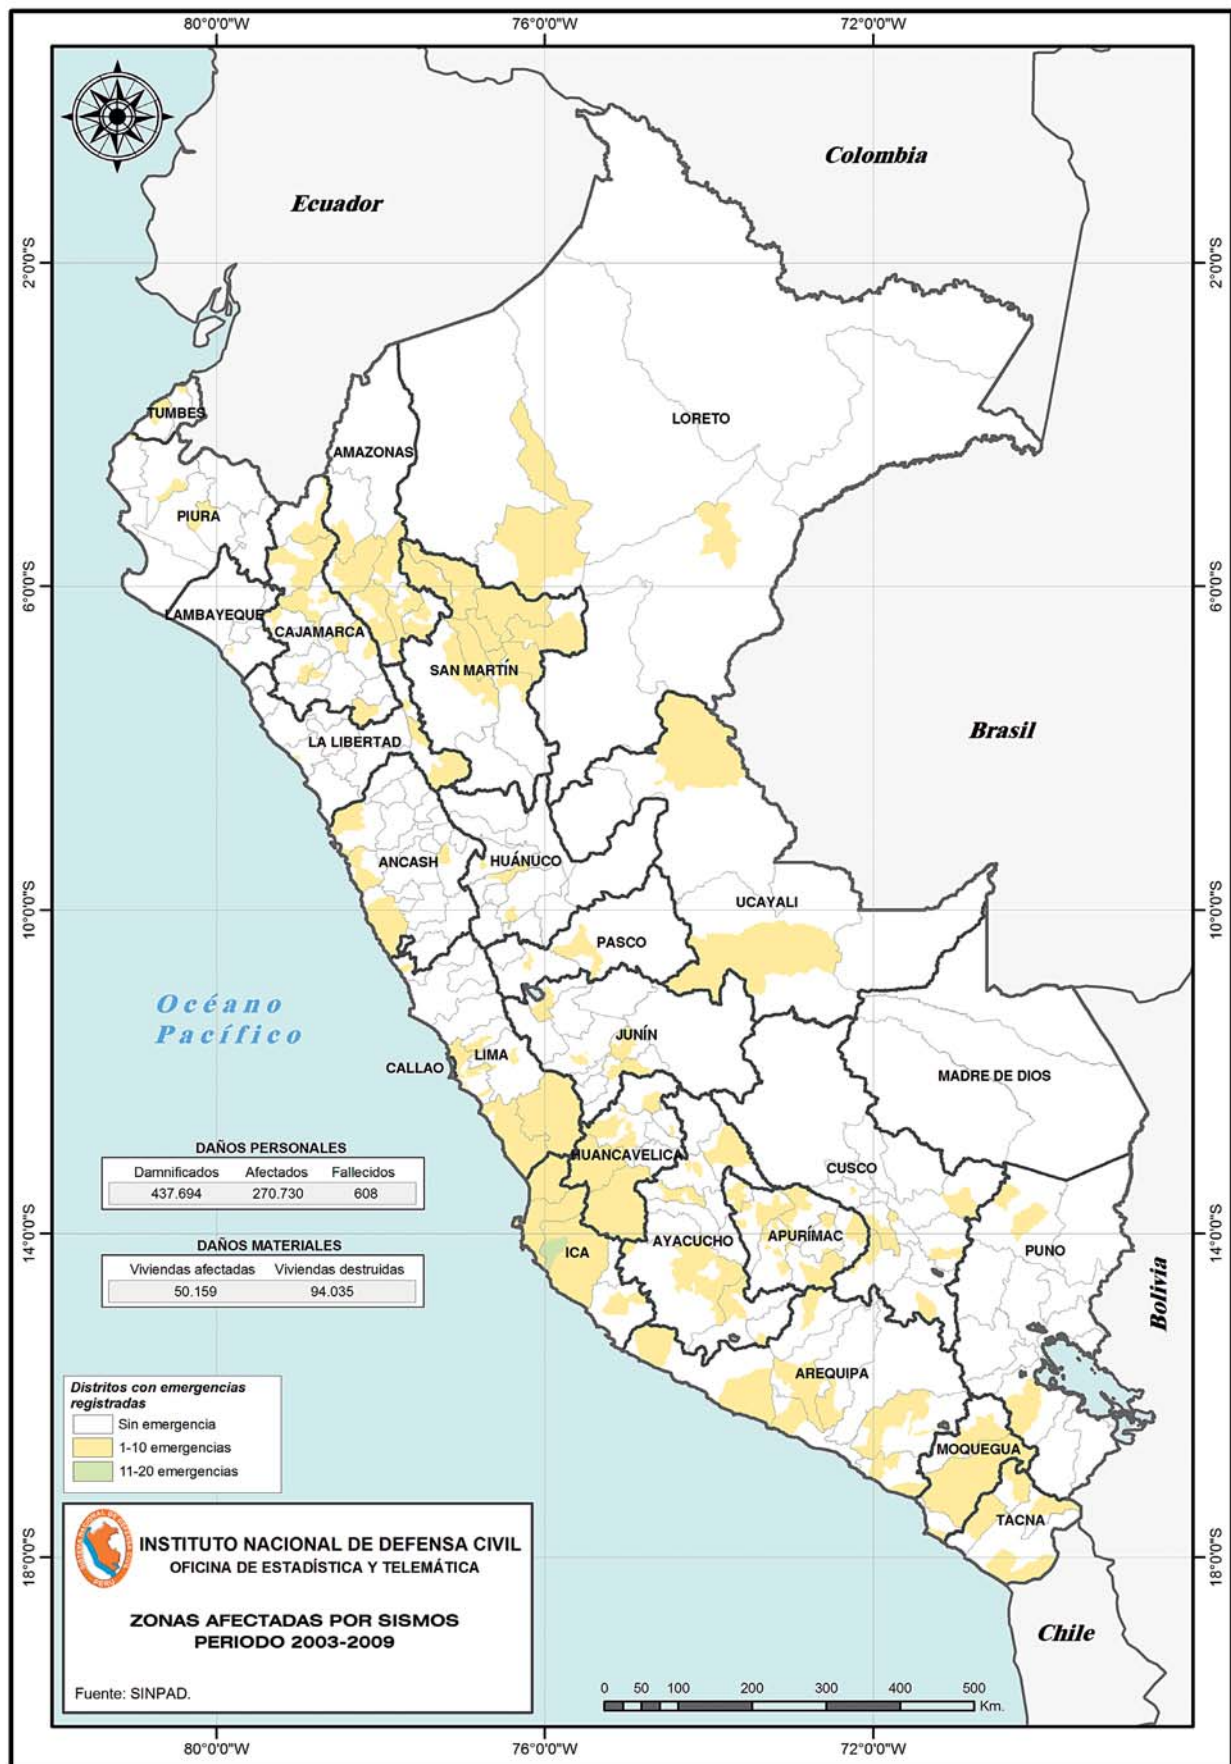 80°0'0"W
76°0'0"W
72°0'0"W
Colombia
Ecuador
2°0'0"S
2°0'0"S
TUMBES
LORETO
AMAZONAS
PIURA
6°0'0"S
6°0'0"S
LAMBAYEQUE
CAJAMARCA
SAN MARTÍN
LA LIBERTAD
Brasil
ANCASH
HUÁNUCO
UCAYALI
10°0'0"S
10°0'0"S
PASCO
Océano
Pacífico
JUNÍN
LIMA
CALLAO
MADRE DE DIOS
DAÑOS PERSONALES
Damnificados Afectados Fallecidos
437.694 270.730 608
HUANCAVELICA
CUSCO
14°0'0"S
14°0'0"S
AYACUCHO
APURÍMAC
ICA
PUNO
DAÑOS MATERIALES
Viviendas afectadas Viviendas destruidas
50.159 94.035
Bolivia
AREQUIPA
Distritos con emergencias
registradas
Sin emergencia
1-10 emergencias
11-20 emergencias
MOQUEGUA
TACNA
INSTITUTO NACIONAL DE DEFENSA CIVIL
OFICINA DE ESTADÍSTICA Y TELEMÁTICA
18°0'0"S
18°0'0"S
PERU
ZONAS AFECTADAS POR SISMOS
PERIODO 2003-2009
Chile
Fuente: SINPAD.
0 50 100 200 300 400 500
Km.
80°0'0"W
76°0'0"W
72°0'0"W